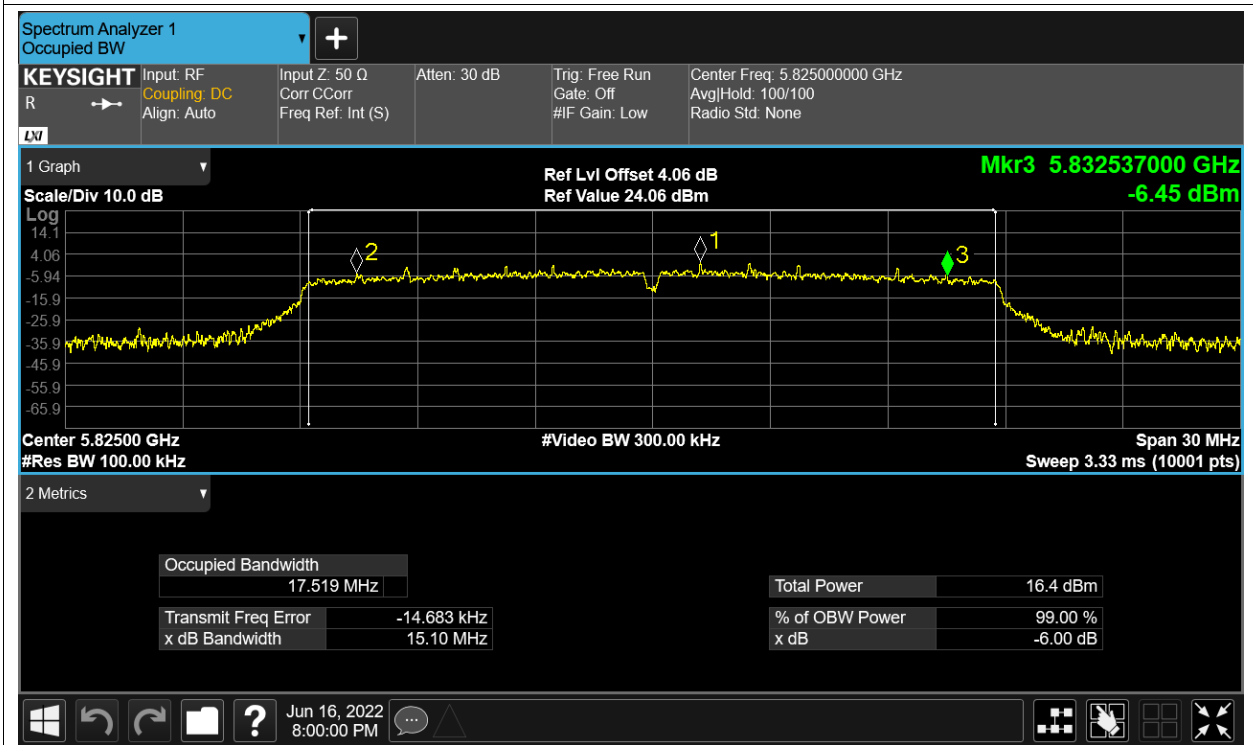 Spectrum Analyzer 1
Occupied BW
KEYSIGHT
R
LXI
Input: RF
Coupling: DC
Align: Auto
Input Z: 50 Ω
Corr CCorr
Freq Ref: Int (S)
Atten: 30 dB
Trig: Free Run
Gate: Off
#IF Gain: Low
Center Freq: 5.825000000 GHz
Avg|Hold: 100/100
Radio Std: None
1 Graph
Scale/Div 10.0 dB
Ref Lvl Offset 4.06 dB
Ref Value 24.06 dBm
Mkr3 5.832537000 GHz
-6.45 dBm
Log
14.1
4.06
-5.94
-15.9
-25.9
-35.9
-45.9
-55.9
-65.9
2
1
3
Center 5.82500 GHz
#Res BW 100.00 kHz
#Video BW 300.00 kHz
Span 30 MHz
Sweep 3.33 ms (10001 pts)
2 Metrics
Occupied Bandwidth
17.519 MHz
Transmit Freq Error -14.683 kHz
x dB Bandwidth 15.10 MHz
Total Power 16.4 dBm
% of OBW Power 99.00 %
x dB -6.00 dB
?
Jun 16, 2022
8:00:00 PM